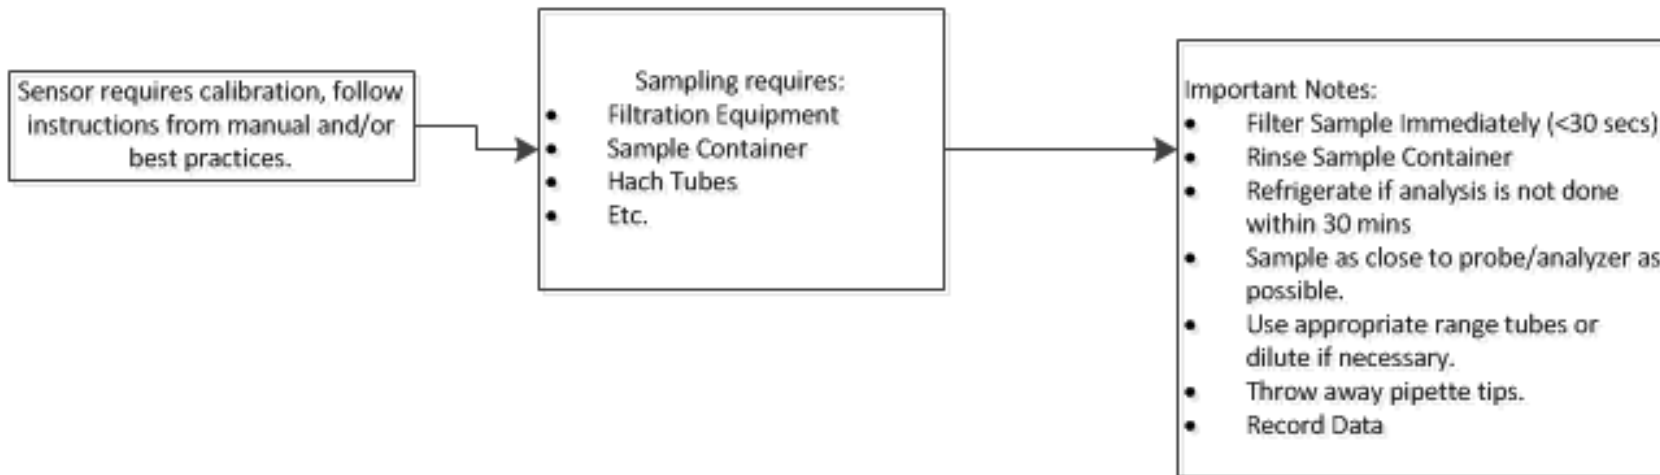 Sensor requires calibration, follow
instructions from manual and/or
best practices.
Sampling requires:
• Filtration Equipment
• Sample Container
• Hach Tubes
• Etc.
Important Notes:
• Filter Sample Immediately (<30 secs)
• Rinse Sample Container
• Refrigerate if analysis is not done
within 30 mins
• Sample as close to probe/analyzer as
possible.
• Use appropriate range tubes or
dilute if necessary.
• Throw away pipette tips.
• Record Data